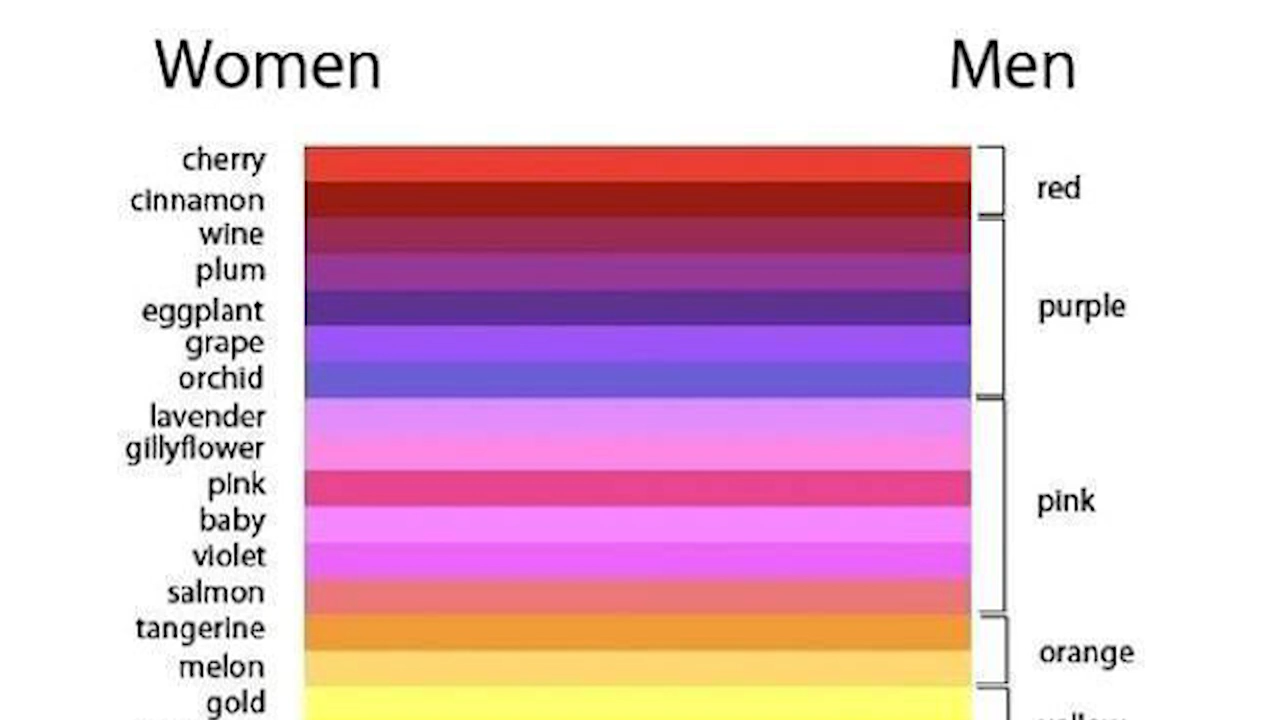 Women
Men
cherry
cinnamon
red
wine
plum
eggplant
purple
grape
orchid
lavender
gillyflower
pink
pink
baby
violet
salmon
tangerine
orange
melon
gold